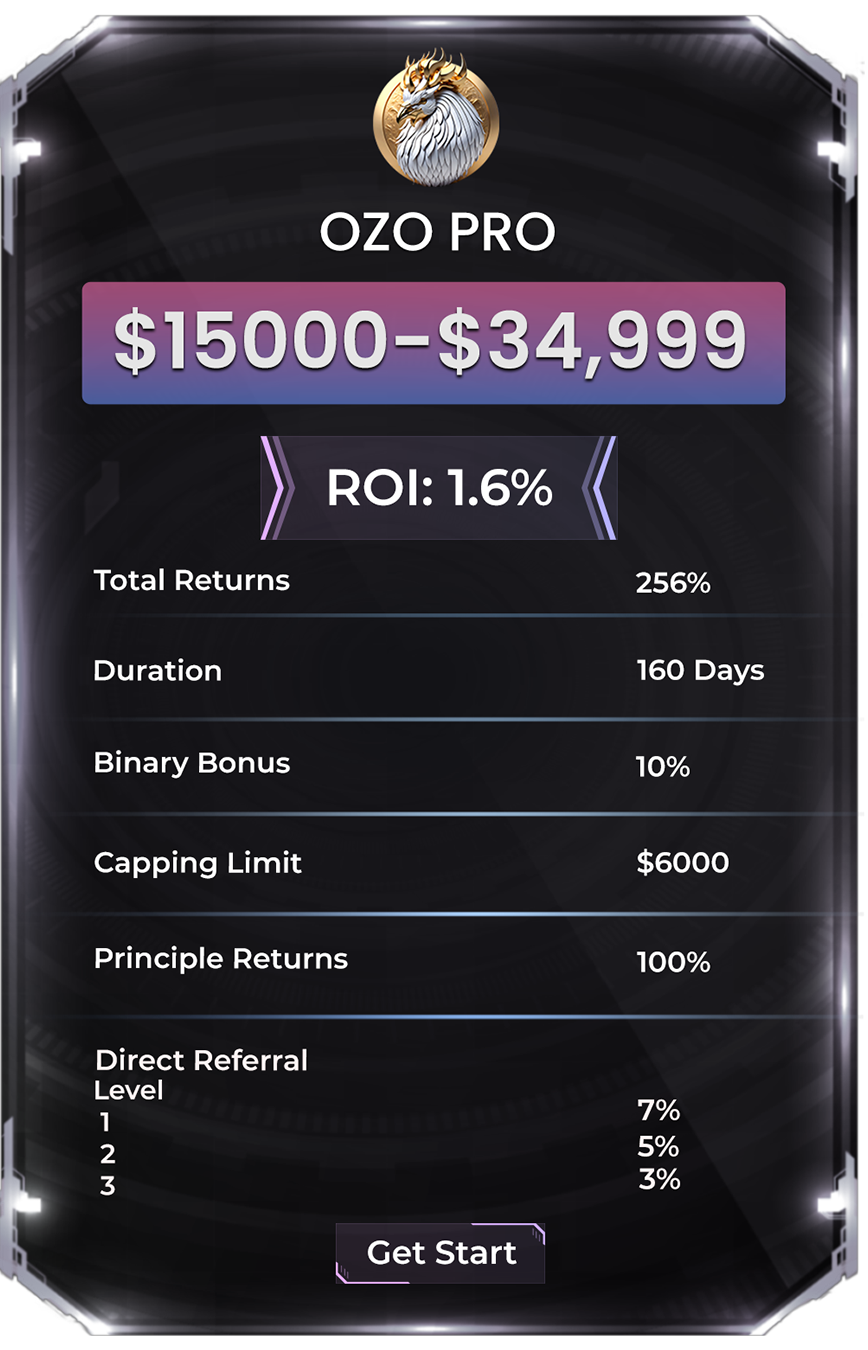 OZO PRO
$15000-$34,999
ROI: 1.6%
Total Returns 256%
Duration 160 Days
Binary Bonus 10%
Capping Limit $6000
Principle Returns 100%
Direct Referral
Level
1 7%
2 5%
3 3%
Get Start